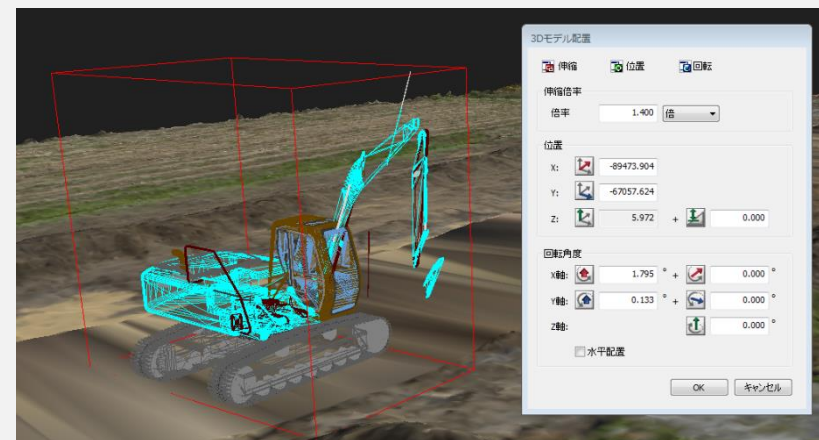 3Dモデル配置
伸縮 位置 回転
伸縮倍率
倍率 1.400 倍
位置
X: -89473.904
Y: -67057.624
Z: 5.972 + 0.000
回転角度
X軸: 1.795 ° + 0.000 °
Y軸: 0.133 ° + 0.000 °
Z軸: 0.000 °
水平配置
OK キャンセル